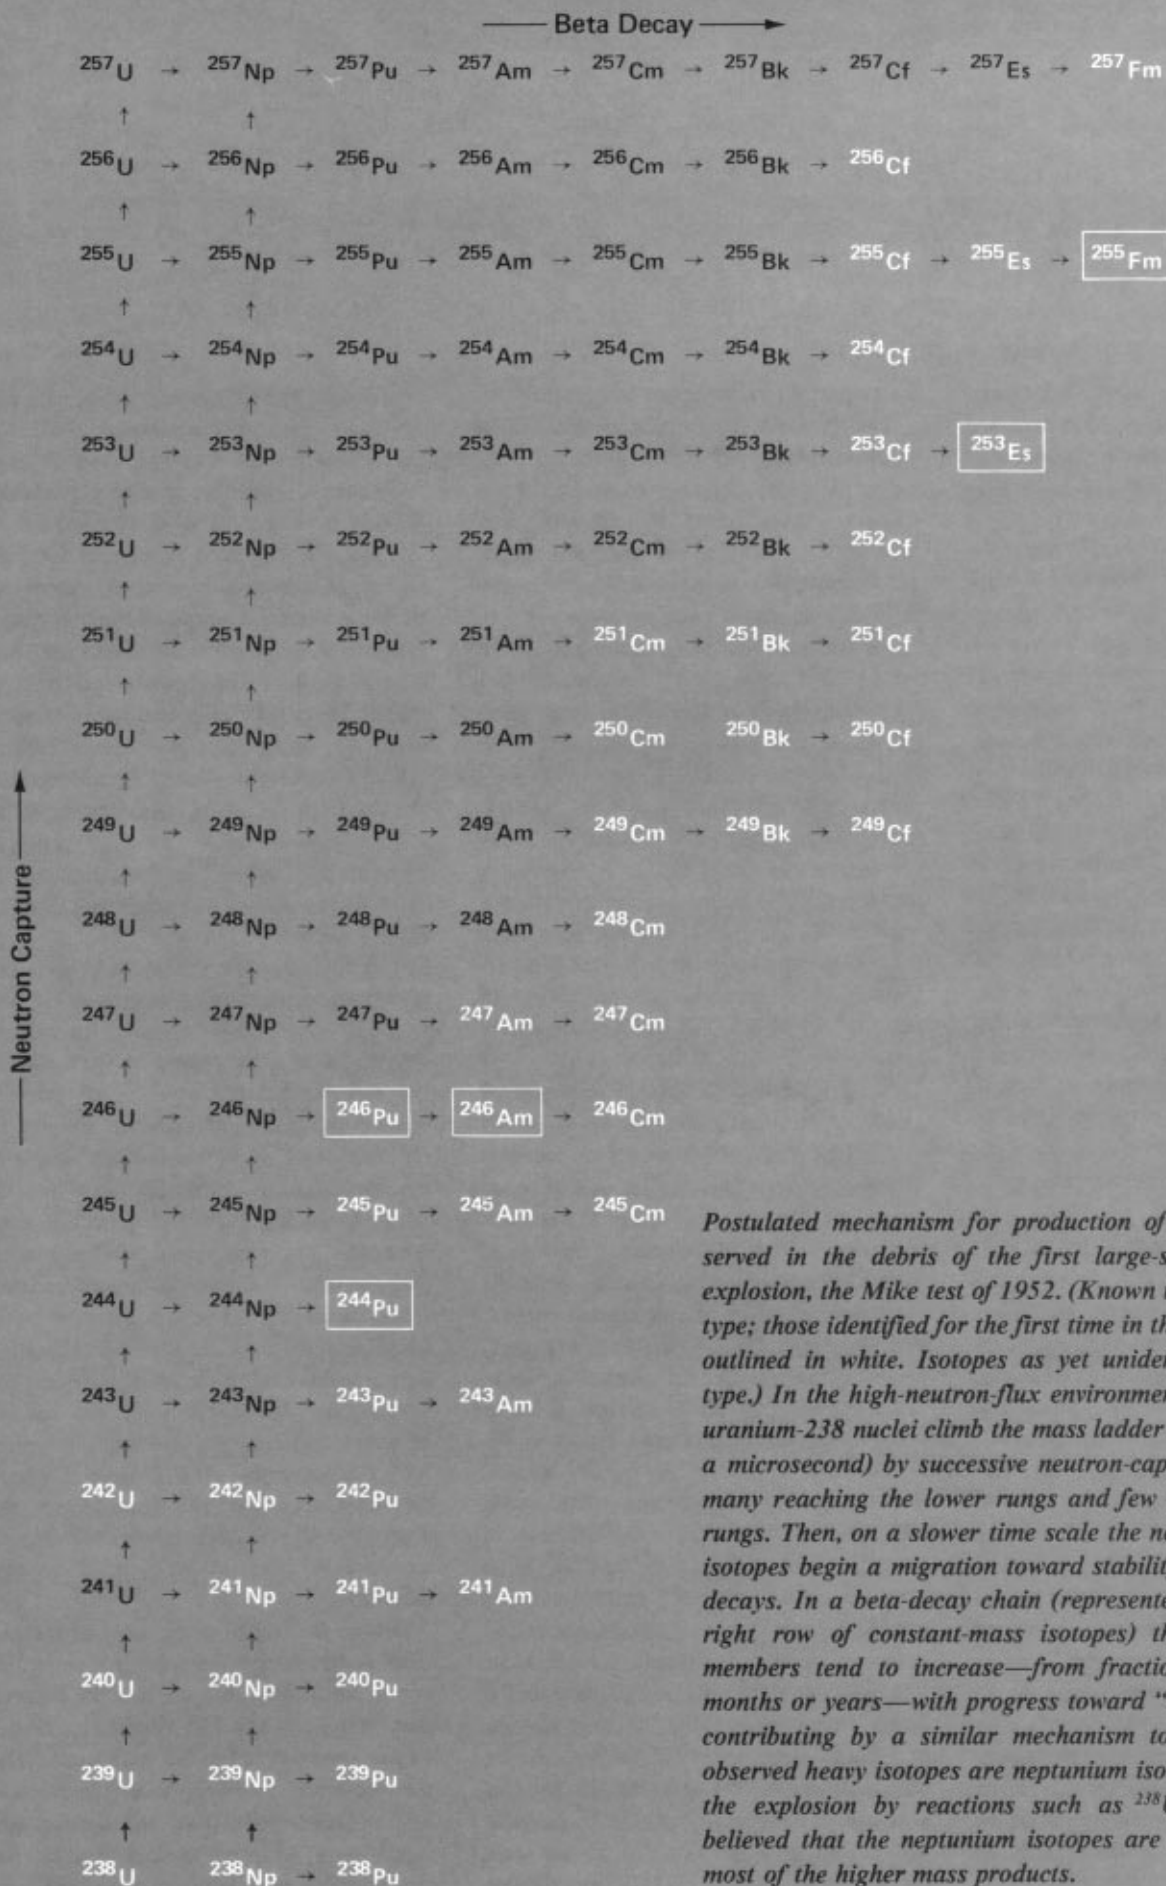 Beta Decay
²⁵⁷U → ²⁵⁷Np → ²⁵⁷Pu → ²⁵⁷Am → ²⁵⁷Cm → ²⁵⁷Bk → ²⁵⁷Cf → ²⁵⁷Es → ²⁵⁷Fm
²⁵⁶U → ²⁵⁶Np → ²⁵⁶Pu → ²⁵⁶Am → ²⁵⁶Cm → ²⁵⁶Bk → ²⁵⁶Cf
²⁵⁵U → ²⁵⁵Np → ²⁵⁵Pu → ²⁵⁵Am → ²⁵⁵Cm → ²⁵⁵Bk → ²⁵⁵Cf → ²⁵⁵Es → ²⁵⁵Fm
²⁵⁴U → ²⁵⁴Np → ²⁵⁴Pu → ²⁵⁴Am → ²⁵⁴Cm → ²⁵⁴Bk → ²⁵⁴Cf
²⁵³U → ²⁵³Np → ²⁵³Pu → ²⁵³Am → ²⁵³Cm → ²⁵³Bk → ²⁵³Cf → ²⁵³Es
²⁵²U → ²⁵²Np → ²⁵²Pu → ²⁵²Am → ²⁵²Cm → ²⁵²Bk → ²⁵²Cf
²⁵¹U → ²⁵¹Np → ²⁵¹Pu → ²⁵¹Am → ²⁵¹Cm → ²⁵¹Bk → ²⁵¹Cf
²⁵⁰U → ²⁵⁰Np → ²⁵⁰Pu → ²⁵⁰Am → ²⁵⁰Cm ²⁵⁰Bk → ²⁵⁰Cf
²⁴⁹U → ²⁴⁹Np → ²⁴⁹Pu → ²⁴⁹Am → ²⁴⁹Cm → ²⁴⁹Bk → ²⁴⁹Cf
²⁴⁸U → ²⁴⁸Np → ²⁴⁸Pu → ²⁴⁸Am → ²⁴⁸Cm
²⁴⁷U → ²⁴⁷Np → ²⁴⁷Pu → ²⁴⁷Am → ²⁴⁷Cm
²⁴⁶U → ²⁴⁶Np → ²⁴⁶Pu → ²⁴⁶Am → ²⁴⁶Cm
²⁴⁵U → ²⁴⁵Np → ²⁴⁵Pu → ²⁴⁵Am → ²⁴⁵Cm
²⁴⁴U → ²⁴⁴Np → ²⁴⁴Pu
²⁴³U → ²⁴³Np → ²⁴³Pu → ²⁴³Am
²⁴²U → ²⁴²Np → ²⁴²Pu
²⁴¹U → ²⁴¹Np → ²⁴¹Pu → ²⁴¹Am
²⁴⁰U → ²⁴⁰Np → ²⁴⁰Pu
²³⁹U → ²³⁹Np → ²³⁹Pu
²³⁸U ²³⁸Np → ²³⁸Pu
Neutron Capture
Postulated mechanism for production of
served in the debris of the first large-s
explosion, the Mike test of 1952. (Known
type; those identified for the first time in th
outlined in white. Isotopes as yet uniden
type.) In the high-neutron-flux environmen
uranium-238 nuclei climb the mass ladder
a microsecond) by successive neutron-cap
many reaching the lower rungs and few
rungs. Then, on a slower time scale the ne
isotopes begin a migration toward stabilit
decays. In a beta-decay chain (represente
right row of constant-mass isotopes) th
members tend to increase—from fractio
months or years—with progress toward “
contributing by a similar mechanism to
observed heavy isotopes are neptunium iso
the explosion by reactions such as ²³⁸
believed that the neptunium isotopes are
most of the higher mass products.